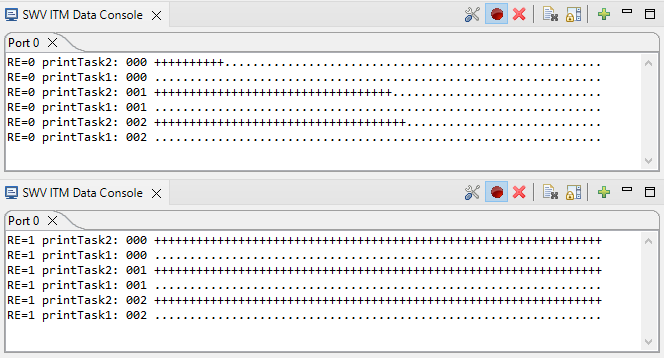 SWV ITM Data Console
Port 0
RE=0 printTask2: 000 ++++++++++......................................................
RE=0 printTask1: 000 ................................................................
RE=0 printTask2: 001 ++++++++++++++++++++++++++++++++++..............................
RE=0 printTask1: 001 ................................................................
RE=0 printTask2: 002 ++++++++++++++++++++++++++++++++++++............................
RE=0 printTask1: 002 ................................................................
SWV ITM Data Console
Port 0
RE=1 printTask2: 000 ++++++++++++++++++++++++++++++++++++++++++++++++++++++++++++++++
RE=1 printTask1: 000 ................................................................
RE=1 printTask2: 001 ++++++++++++++++++++++++++++++++++++++++++++++++++++++++++++++++
RE=1 printTask1: 001 ................................................................
RE=1 printTask2: 002 ++++++++++++++++++++++++++++++++++++++++++++++++++++++++++++++++
RE=1 printTask1: 002 ................................................................